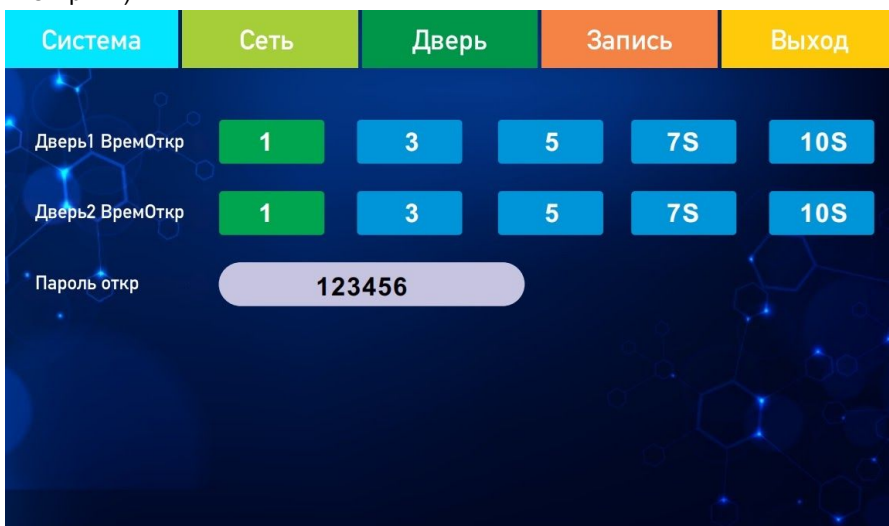 Система Сеть Дверь Запись Выход
Дверь1 ВремОткр 1 3 5 7S 10S
Дверь2 ВремОткр 1 3 5 7S 10S
Пароль откр 123456